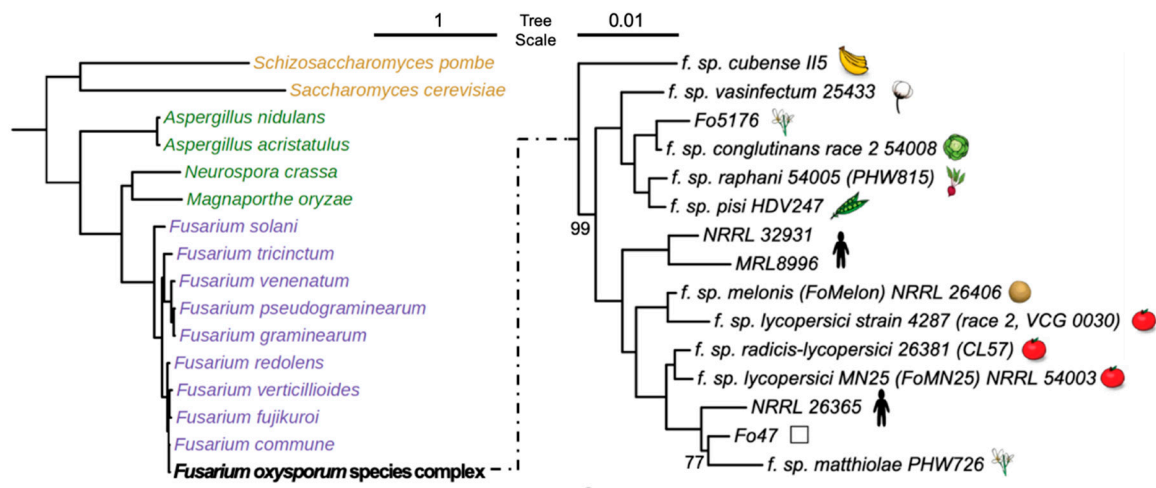 1
Tree
Scale
0.01
Schizosaccharomyces pombe
Saccharomyces cerevisiae
Aspergillus nidulans
Aspergillus acristatulus
Neurospora crassa
Magnaporthe oryzae
Fusarium solani
Fusarium tricinctum
Fusarium venenatum
Fusarium pseudograminearum
Fusarium graminearum
Fusarium redolens
Fusarium verticillioides
Fusarium fujikuroi
Fusarium commune
Fusarium oxysporum species complex
f. sp. cubense II5
f. sp. vasinfectum 25433
Fo5176
f. sp. conglutinans race 2 54008
f. sp. raphani 54005 (PHW815)
f. sp. pisi HDV247
99
NRRL 32931
MRL8996
f. sp. melonis (FoMelon) NRRL 26406
f. sp. lycopersici strain 4287 (race 2, VCG 0030)
f. sp. radicis-lycopersici 26381 (CL57)
f. sp. lycopersici MN25 (FoMN25) NRRL 54003
NRRL 26365
Fo47
77
f. sp. matthiolae PHW726